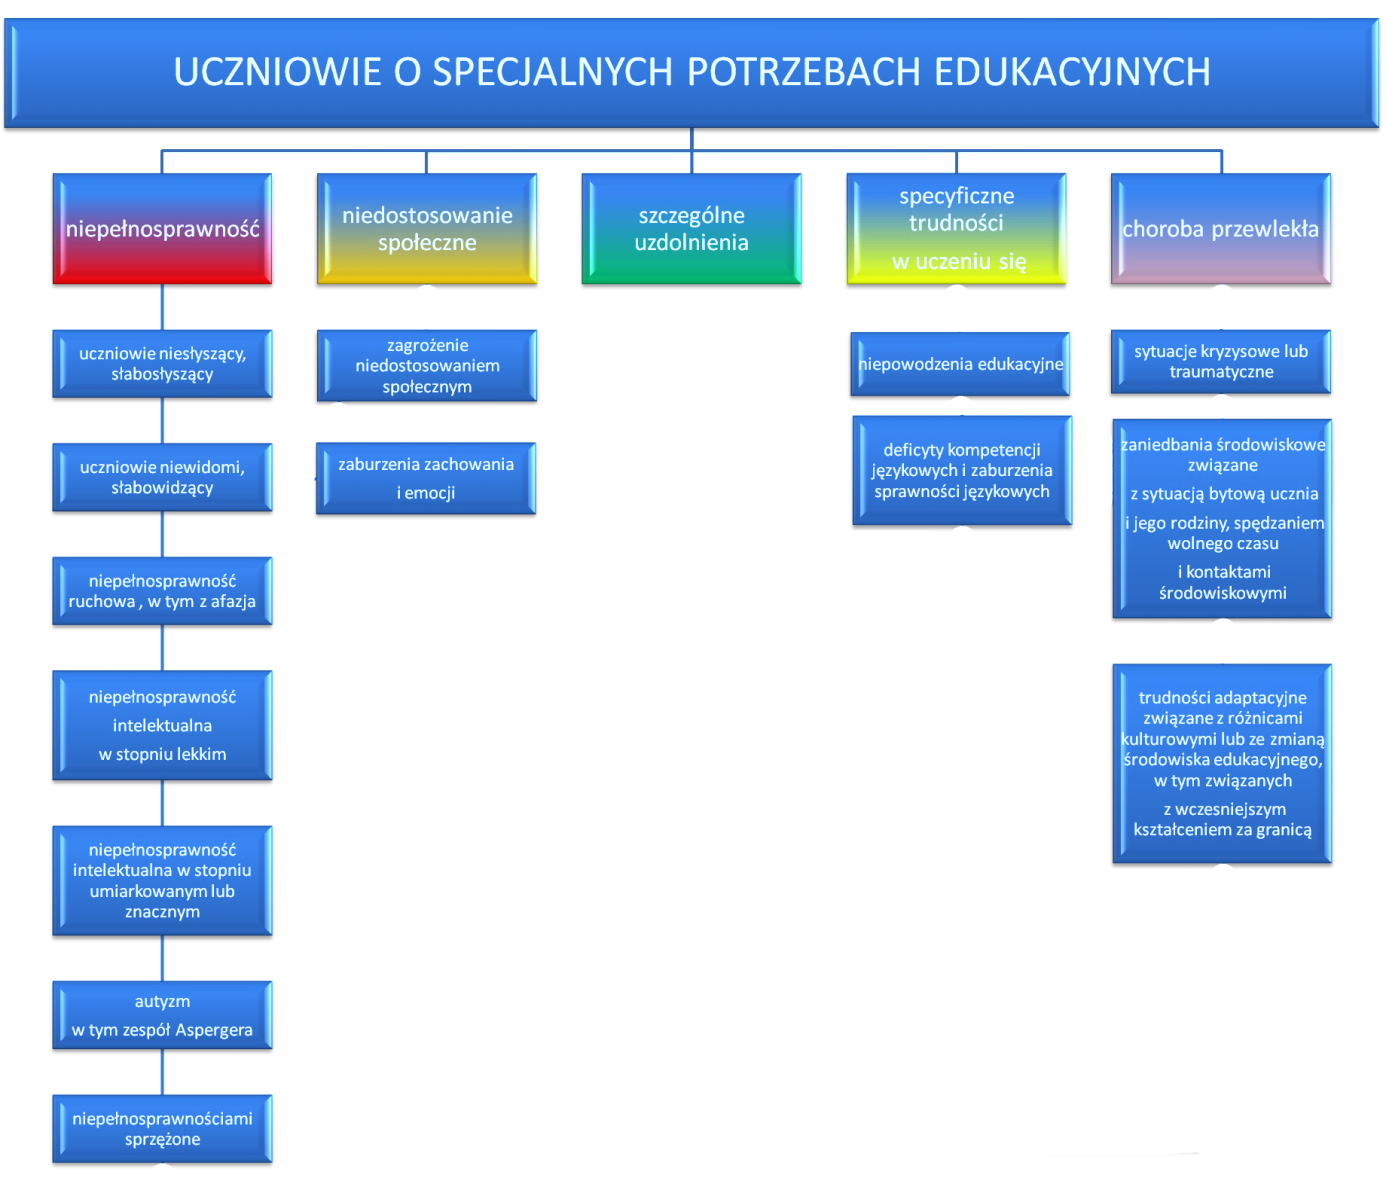 UCZNIOWIE O SPECJALNYCH POTRZEBACH EDUKACYJNYCH
niepełnosprawność
uczniowie niesłyszący,
słabosłyszący
uczniowie niewidomi,
słabowidzący
niepełnosprawność
ruchowa , w tym z afazja
niepełnosprawność
intelektualna
w stopniu lekkim
niepełnosprawność
intelektualna w stopniu
umiarkowanym lub
znacznym
autyzm
w tym zespół Aspergera
niepełnosprawnościami
sprzężone
niedostosowanie
społeczne
zagrożenie
niedostosowaniem
społecznym
zaburzenia zachowania
i emocji
szczególne
uzdolnienia
specyficzne
trudności
w uczeniu się
niepowodzenia edukacyjne
deficyty kompetencji
językowych i zaburzenia
sprawności językowych
choroba przewlekła
sytuacje kryzysowe lub
traumatyczne
zaniedbania środowiskowe
związane
z sytuacją bytową ucznia
i jego rodziny, spędzaniem
wolnego czasu
i kontaktami
środowiskowymi
trudności adaptacyjne
związane z różnicami
kulturowymi lub ze zmianą
środowiska edukacyjnego,
w tym związanych
z wczesniejszym
kształceniem za granicą